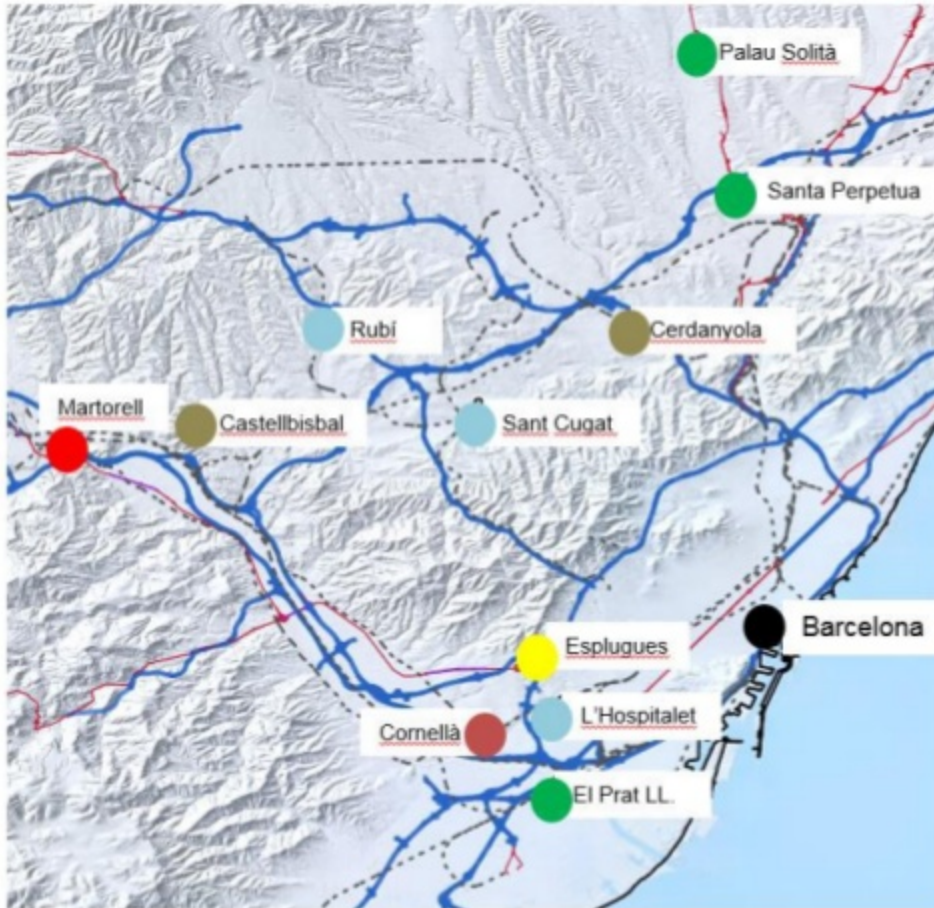 Palau Solità
Santa Perpetua
Rubí
Cerdanyola
Martorell
Castellbisbal
Sant Cugat
Barcelona
Esplugues
L'Hospitalet
Cornellà
El Prat LL.